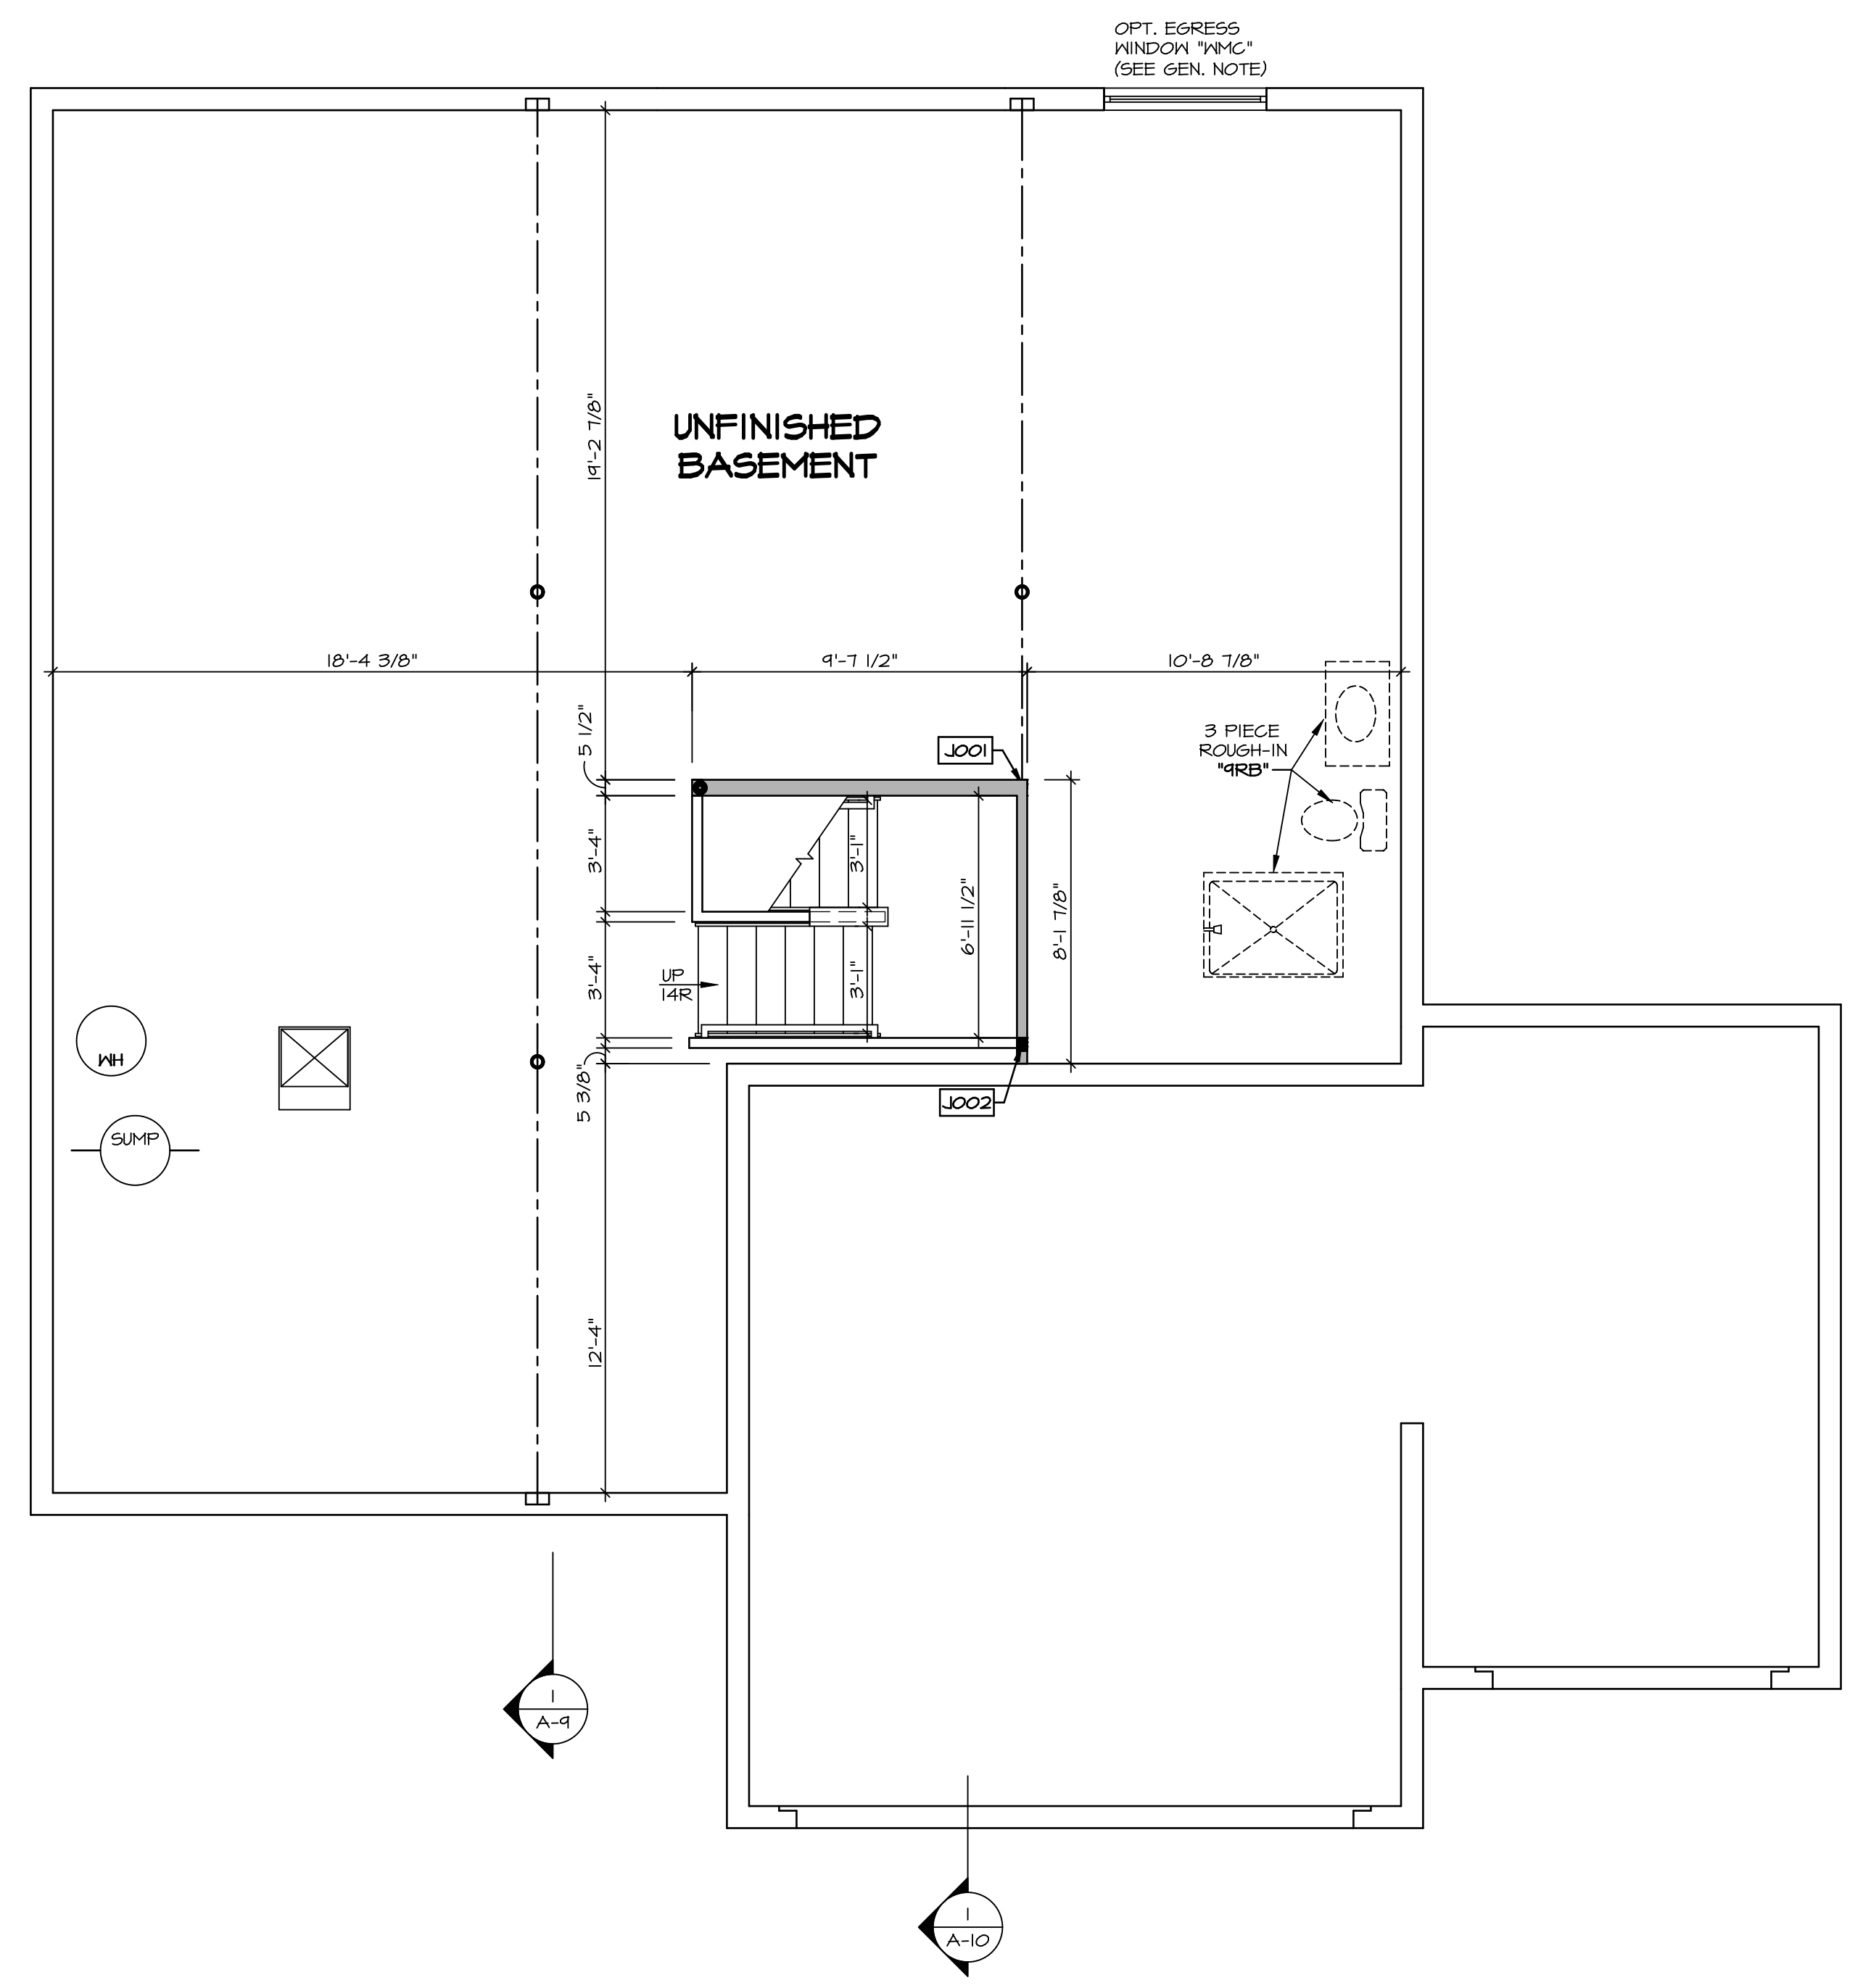 OPT. EGRESS
WINDOW "WMC"
(SEE GEN. NOTE)
19'-2 7/8"
UNFINISHED
BASEMENT
18'-4 3/8"
9'-7 1/2"
10'-8 7/8"
5 1/2"
3 PIECE
ROUGH-IN
"9RB"
J001
3'-4"
3'-1"
6'-11 1/2"
8'-1 7/8"
3'-4"
UP
14R
3'-1"
WH
5 3/8"
J002
SUMP
12'-4"
1
A-9
1
A-10